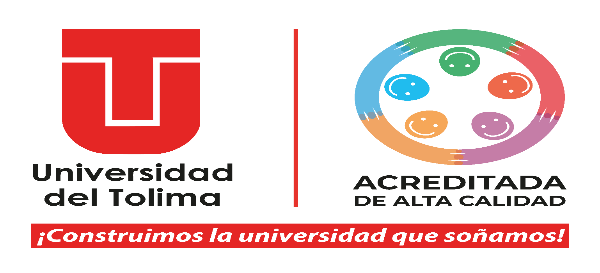 Universidad
del Tolima
ACREDITADA
DE ALTA CALIDAD
¡Construimos la universidad que soñamos!